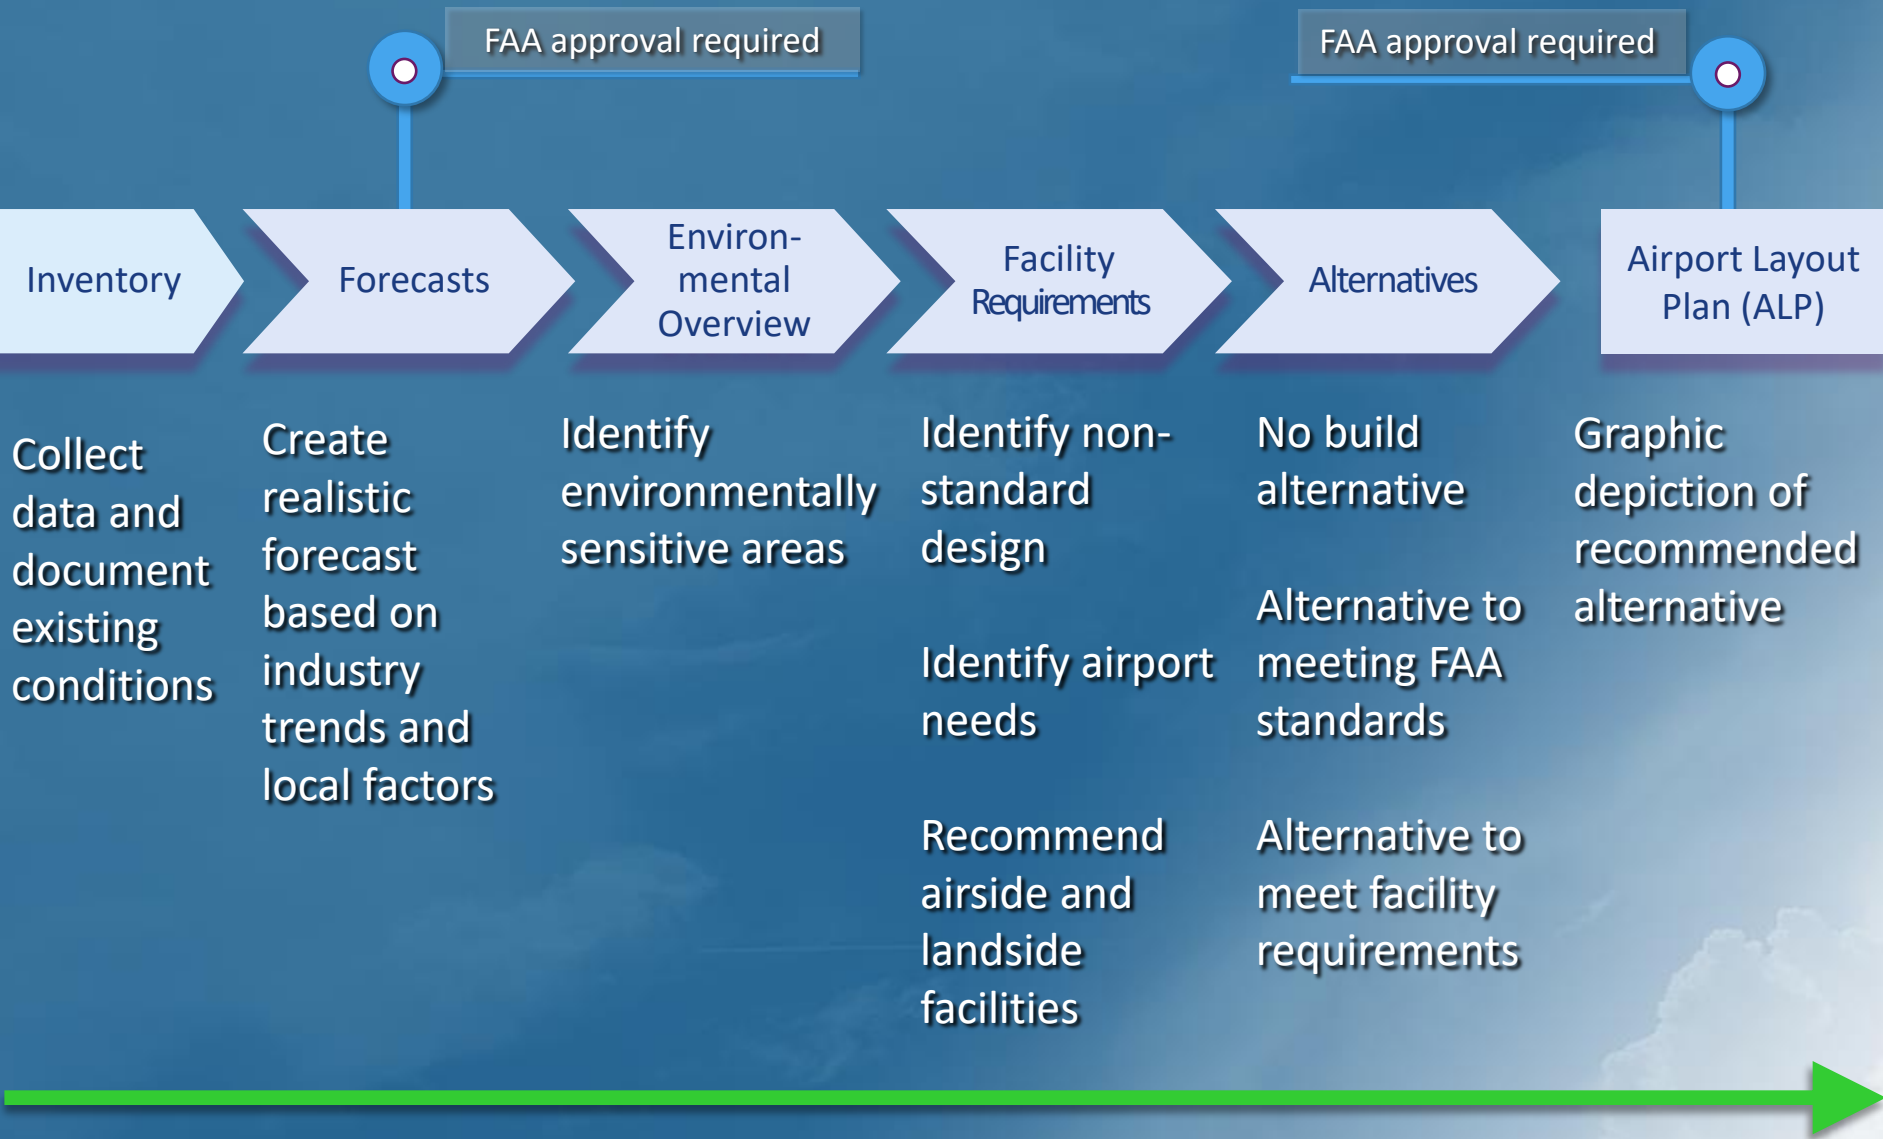 FAA approval required
FAA approval required
Inventory
Forecasts
Environ-
mental
Overview
Facility
Requirements
Alternatives
Airport Layout
Plan (ALP)
Collect
data and
document
existing
conditions
Create
realistic
forecast
based on
industry
trends and
local factors
Identify
environmentally
sensitive areas
Identify non-
standard
design
Identify airport
needs
Recommend
airside and
landside
facilities
No build
alternative
Alternative to
meeting FAA
standards
Alternative to
meet facility
requirements
Graphic
depiction of
recommended
alternative